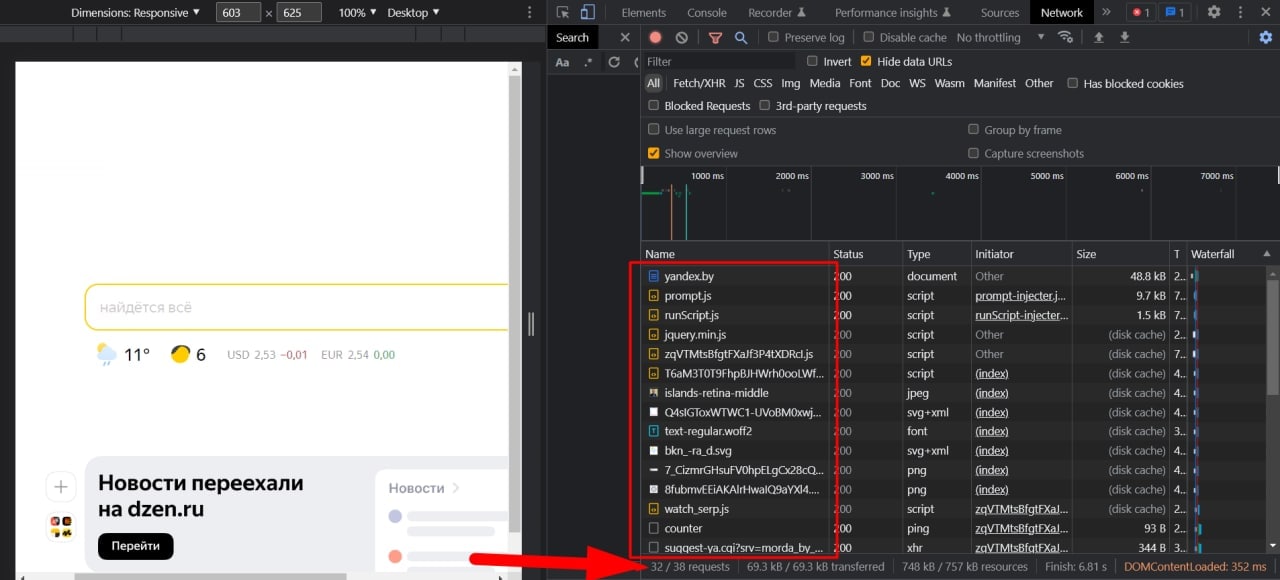 Dimensions: Responsive ▼ 603 × 625 100% ▼ Desktop ▼
Elements Console Recorder Performance insights Sources Network » 1 1
Search
Preserve log Disable cache No throttling ▼
Aa .*
Filter Invert Hide data URLs
All Fetch/XHR JS CSS Img Media Font Doc WS Wasm Manifest Other Has blocked cookies
Blocked Requests 3rd-party requests
Use large request rows Group by frame
Show overview Capture screenshots
1000 ms 2000 ms 3000 ms 4000 ms 5000 ms 6000 ms 7000 ms
Name Status Type Initiator Size T Waterfall
yandex.by 200 document Other 48.8 kB 2...
prompt.js 200 script prompt-injecter.j... 9.7 kB 7...
runScript.js 200 script runScript-injecter... 1.5 kB 7...
jquery.min.js 200 script Other (disk cache) 2...
zqVTMtsBfgtFXaJf3P4tXDRcI.js 200 script Other (disk cache) 7...
T6aM3T0T9FhpBJHWrh0ooLWf... 200 script (index) (disk cache) 4...
islands-retina-middle 200 jpeg (index) (disk cache) 4...
Q4sIGToxWTWC1-UVoBM0xwj... 200 svg+xml (index) (disk cache) 4...
text-regular.woff2 200 font (index) (disk cache) 3...
bkn_-ra_d.svg 200 svg+xml (index) (disk cache) 4...
7_CizmrGHsuFV0hpELgCx28cQ... 200 png (index) (disk cache) 4...
8fubmvEEiAKAlrHwaIQ9aYXl4.... 200 png (index) (disk cache) 4...
watch_serp.js 200 script zqVTMtsBfgtFXaJ... (disk cache) 2...
counter 200 ping zqVTMtsBfgtFXaJ... 93 B 2...
suggest-ya.cgi?srv=morda_by_... 200 xhr zqVTMtsBfgtFXaJ... 344 B 3...
32 / 38 requests 69.3 kB / 69.3 kB transferred 748 kB / 757 kB resources Finish: 6.81 s DOMContentLoaded: 352 ms
найдётся всё
11° 6 USD 2,53 −0,01 EUR 2,54 0,00
Новости переехали
на dzen.ru
Перейти
Новости